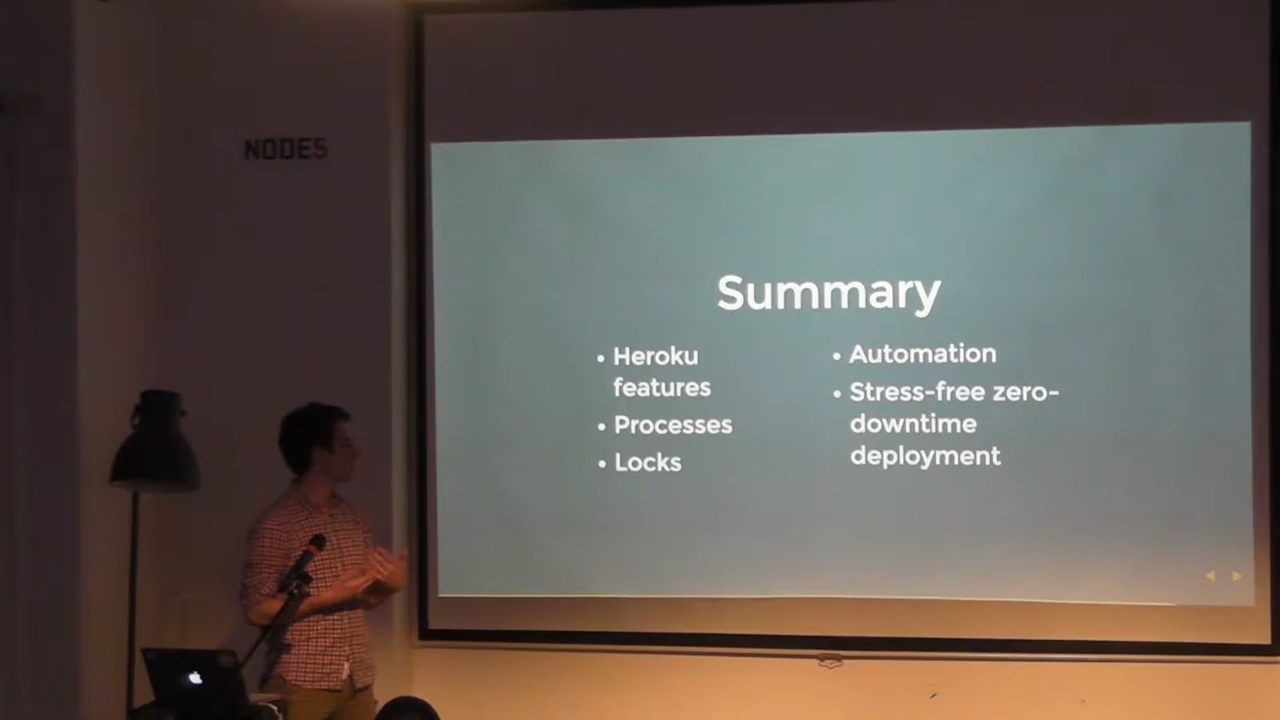 NODES
Summary
• Heroku
features
• Processes
• Locks
• Automation
• Stress-free zero-
downtime
deployment